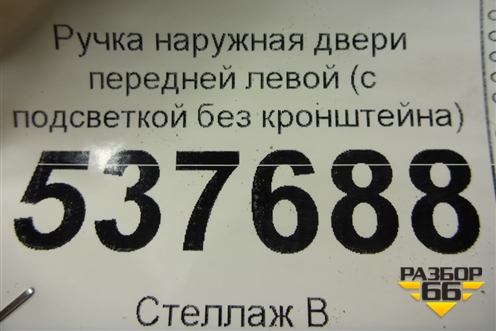 Ручка наружная двери
передней левой (с
подсветкой без кронштейна)
537688
РАЗБОР
66
Стеллаж В